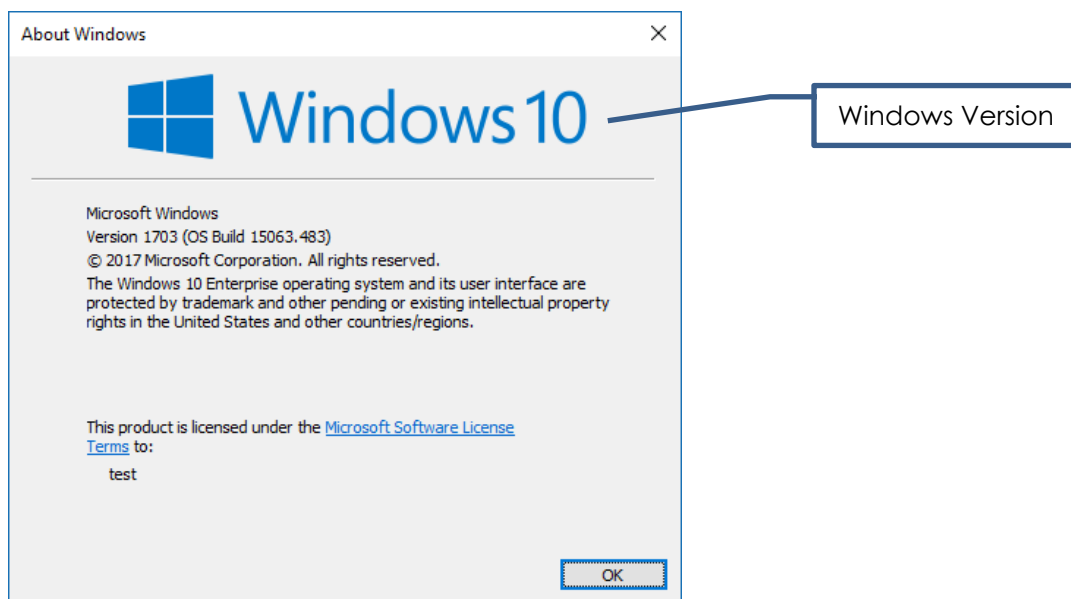 About Windows
Windows 10
Windows Version
Microsoft Windows
Version 1703 (OS Build 15063.483)
© 2017 Microsoft Corporation. All rights reserved.
The Windows 10 Enterprise operating system and its user interface are
protected by trademark and other pending or existing intellectual property
rights in the United States and other countries/regions.
This product is licensed under the Microsoft Software License
Terms to:
test
OK